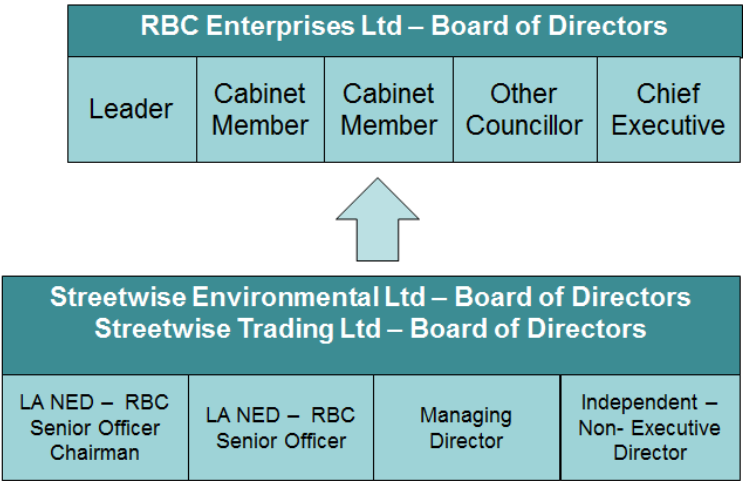 RBC Enterprises Ltd – Board of Directors
Leader
Cabinet
Member
Cabinet
Member
Other
Councillor
Chief
Executive
Streetwise Environmental Ltd – Board of Directors
Streetwise Trading Ltd – Board of Directors
LA NED – RBC
Senior Officer
Chairman
LA NED – RBC
Senior Officer
Managing
Director
Independent –
Non- Executive
Director